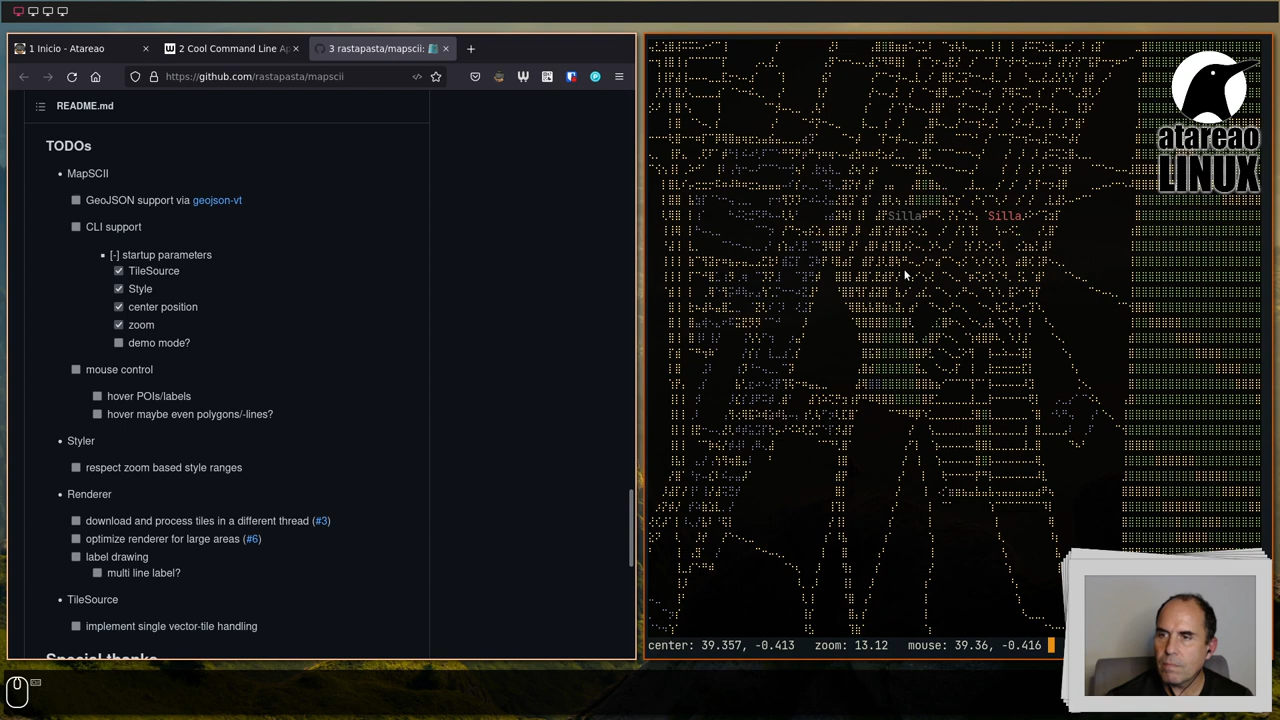 1 Inicio - Atareao
2 Cool Command Line Ap
3 rastapasta/mapscii:
https://github.com/rastapasta/mapscii
README.md
TODOs
MapSCII
GeoJSON support via geojson-vt
CLI support
[-] startup parameters
TileSource
Style
center position
zoom
demo mode?
mouse control
hover POIs/labels
hover maybe even polygons/-lines?
Styler
respect zoom based style ranges
Renderer
download and process tiles in a different thread (#3)
optimize renderer for large areas (#6)
label drawing
multi line label?
TileSource
implement single vector-tile handling
Special thanks
atareao
LINUX
Silla
Silla
center: 39.357, -0.413 zoom: 13.12 mouse: 39.36, -0.416